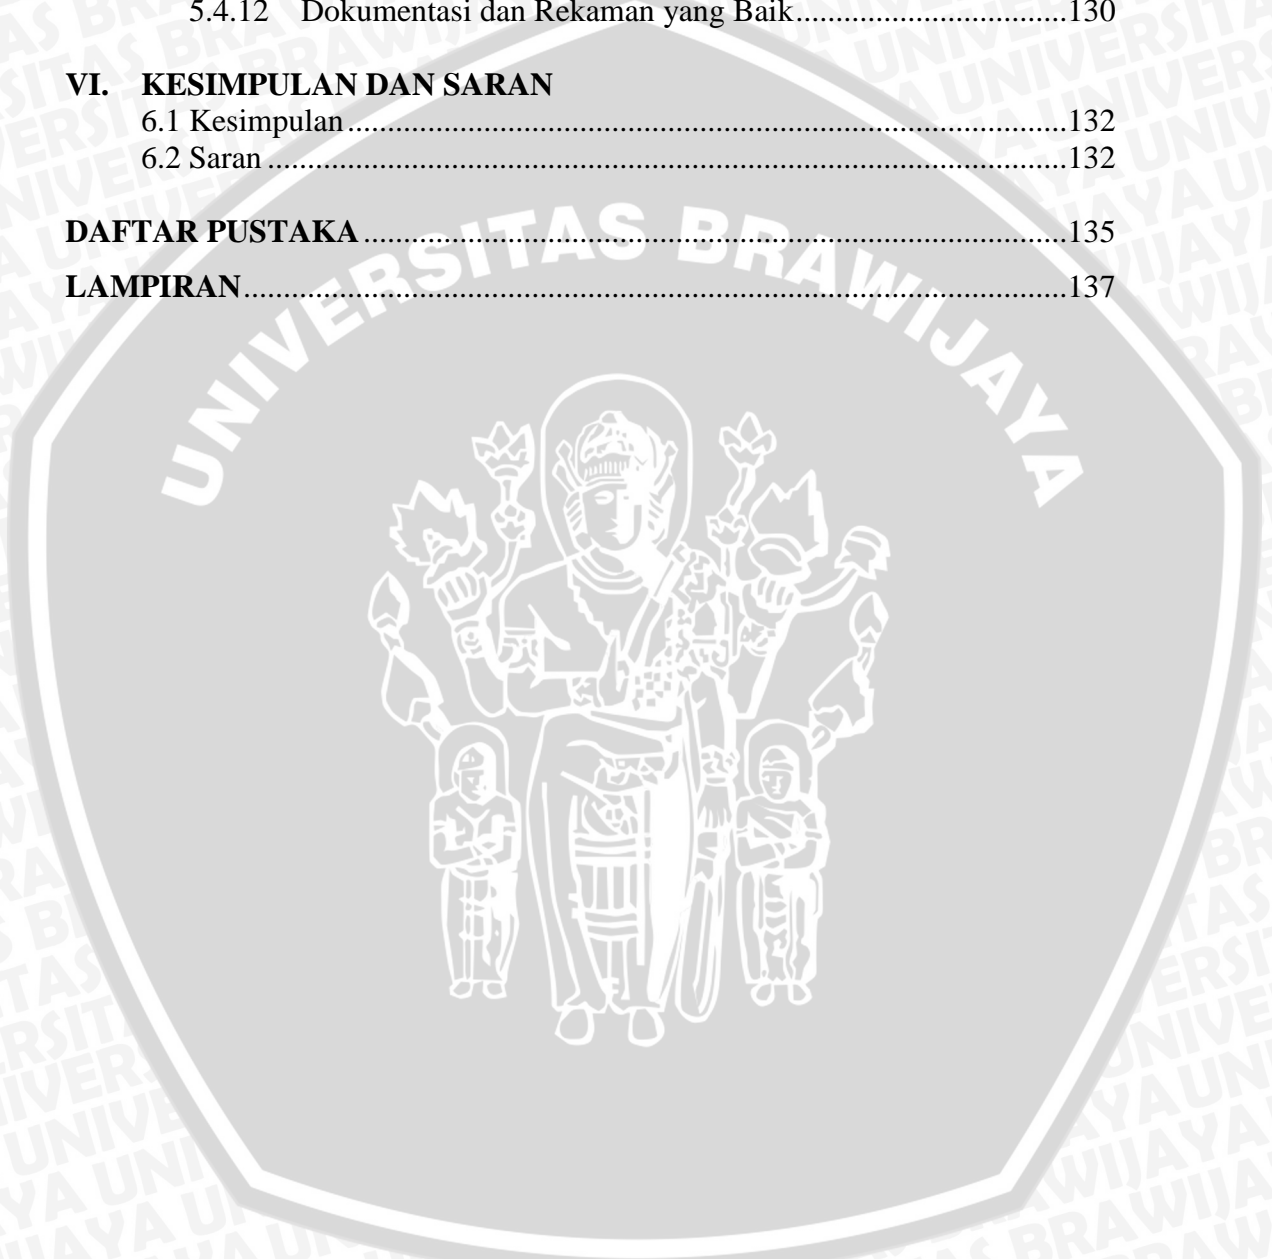 5.4.12 Dokumentasi dan Rekaman yang Baik.............................130
VI. KESIMPULAN DAN SARAN
6.1 Kesimpulan.............................................................................132
6.2 Saran.....................................................................................132
DAFTAR PUSTAKA...........................................................................135
LAMPIRAN........................................................................................137
UNIVERSITAS BRAWIJAYA